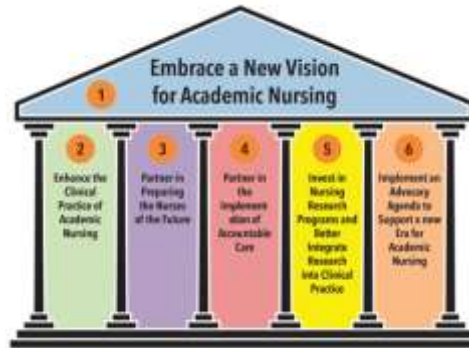 Embrace a New Vision
for Academic Nursing
1
2
Enhance the
Clinical
Practice of
Academic
Nursing
3
Partner in
Preparing
the Nurses
of the Future
4
Partner in
the
Implement
ation of
Accountable
Care
5
Invest in
Nursing
Research
Programs and
Better
Integrate
Research
into Clinical
Practice
6
Implement an
Advocacy
Agenda to
Support a new
Era for
Academic
Nursing